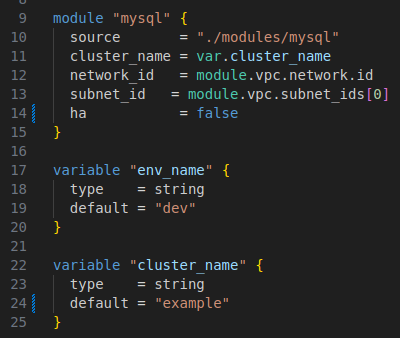 9 module "mysql" {
10   source       = "./modules/mysql"
11   cluster_name = var.cluster_name
12   network_id   = module.vpc.network.id
13   subnet_id   = module.vpc.subnet_ids[0]
14   ha           = false
15 }
16
17 variable "env_name" {
18   type    = string
19   default = "dev"
20 }
21
22 variable "cluster_name" {
23   type    = string
24   default = "example"
25 }